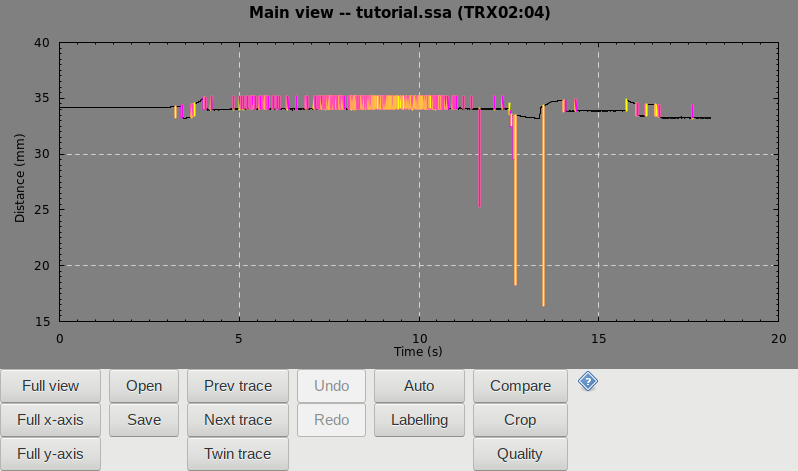 Main view -- tutorial.ssa (TRX02:04)
40
35
30
25
20
15
Distance (mm)
0 5 10 15 20
Time (s)
Full view Open Prev trace Undo Auto Compare ?
Full x-axis Save Next trace Redo Labelling Crop
Full y-axis Twin trace Quality